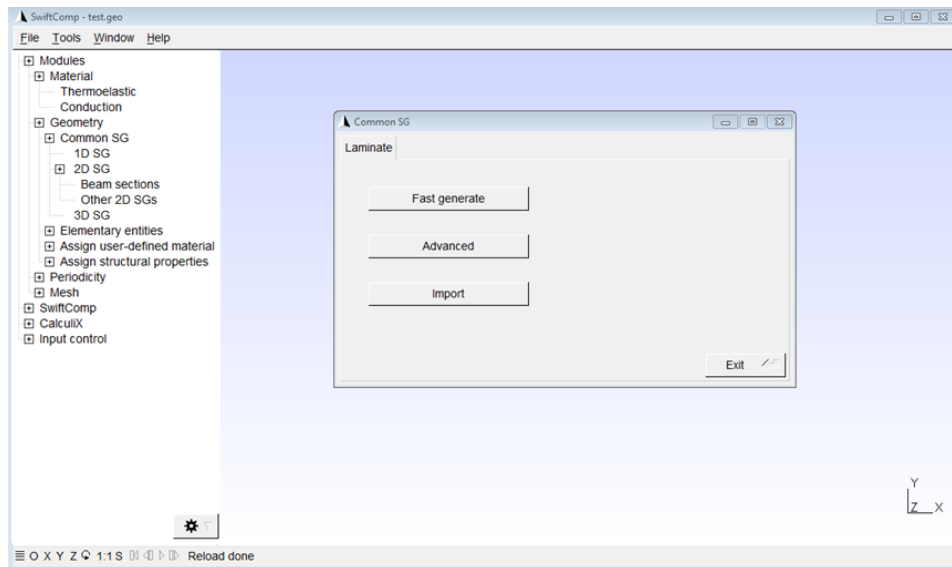 SwiftComp - test.geo
File Tools Window Help
Modules
Material
Thermoelastic
Conduction
Geometry
Common SG
1D SG
2D SG
Beam sections
Other 2D SGs
3D SG
Elementary entities
Assign user-defined material
Assign structural properties
Periodicity
Mesh
SwiftComp
CalculiX
Input control
Common SG
Laminate
Fast generate
Advanced
Import
Exit
Y
Z X
O X Y Z 1:1 S Reload done